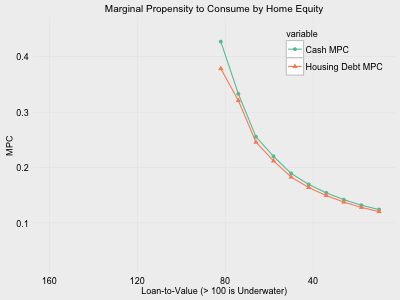 Marginal Propensity to Consume by Home Equity
variable
Cash MPC
Housing Debt MPC
0.4
0.3
0.2
0.1
MPC
160
120
80
40
Loan-to-Value (> 100 is Underwater)